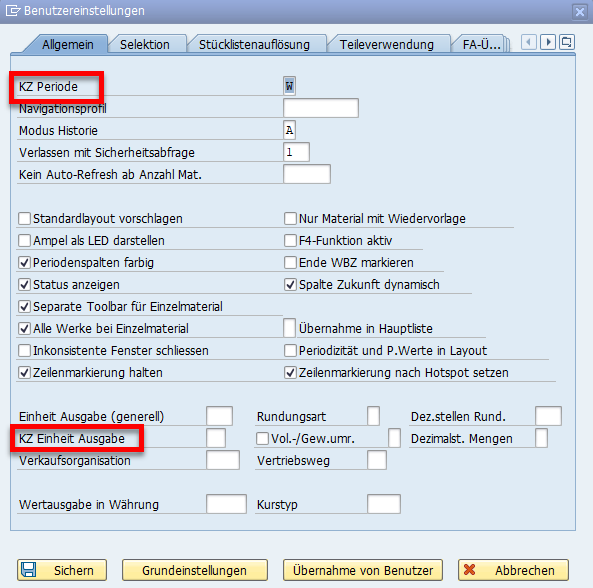 Benutzereinstellungen
Allgemein Selektion Stücklistenauflösung Teileverwendung FA-Ü...
KZ Periode W
Navigationsprofil
Modus Historie A
Verlassen mit Sicherheitsabfrage 1
Kein Auto-Refresh ab Anzahl Mat.
Standardlayout vorschlagen Nur Material mit Wiedervorlage
Ampel als LED darstellen F4-Funktion aktiv
Periodenspalten farbig Ende WBZ markieren
Status anzeigen Spalte Zukunft dynamisch
Separate Toolbar für Einzelmaterial
Alle Werke bei Einzelmaterial Übernahme in Hauptliste
Inkonsistente Fenster schliessen Periodizität und P.Werte in Layout
Zeilenmarkierung halten Zeilenmarkierung nach Hotspot setzen
Einheit Ausgabe (generell) Rundungsart Dez.stellen Rund.
KZ Einheit Ausgabe Vol.-/Gew.umr. Dezimalst. Mengen
Verkaufsorganisation Vertriebsweg
Wertausgabe in Währung Kurstyp
Sichern Grundeinstellungen Übernahme von Benutzer Abbrechen